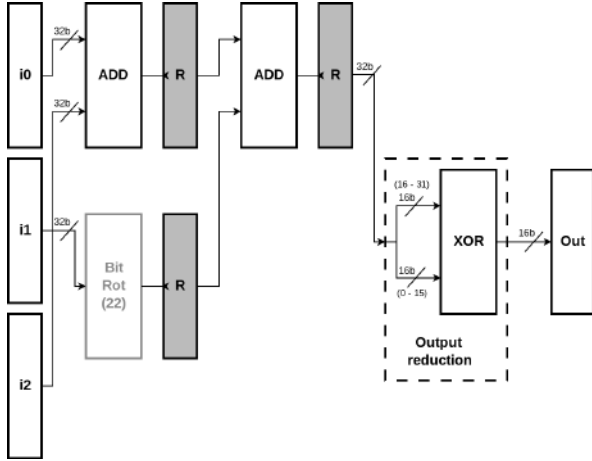 i0
32b
ADD
R
ADD
R
32b
32b
i1
32b
Bit
Rot
(22)
R
(16 - 31)
16b
XOR
16b
Out
16b
(0 - 15)
Output
reduction
i2